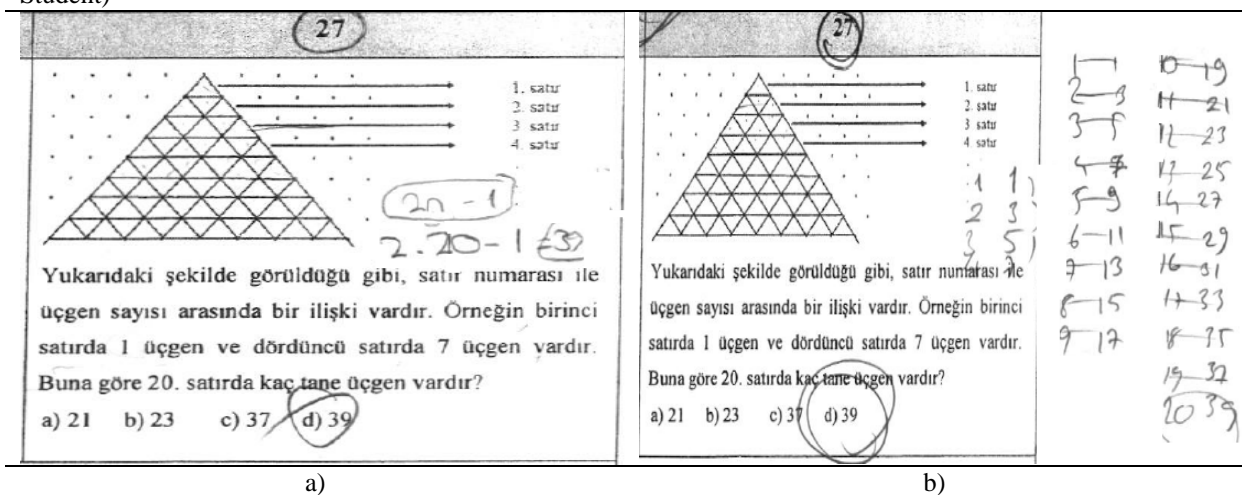 Student)
27
1. satır
2. satır
3 satır
4. satır
2n - 1
2.20-1=39
Yukarıdaki şekilde görüldüğü gibi, satır numarası ile
üçgen sayısı arasında bir ilişki vardır. Örneğin birinci
satırda 1 üçgen ve dördüncü satırda 7 üçgen vardır.
Buna göre 20. satırda kaç tane üçgen vardır?
a) 21 b) 23 c) 37 d) 39
a)
27
1. satır
2. satır
3 satır
4 satır
1 1
2 3
3 5
Yukarıdaki şekilde görüldüğü gibi, satır numarası ile
üçgen sayısı arasında bir ilişki vardır. Örneğin birinci
satırda 1 üçgen ve dördüncü satırda 7 üçgen vardır.
Buna göre 20. satırda kaç tane üçgen vardır?
a) 21 b) 23 c) 37 d) 39
1-1
2-3
3-5
4-7
5-9
6-11
7-13
8-15
9-17
10-19
11-21
12-23
13-25
14-27
15-29
16-31
17-33
18-35
19-37
20 39
b)